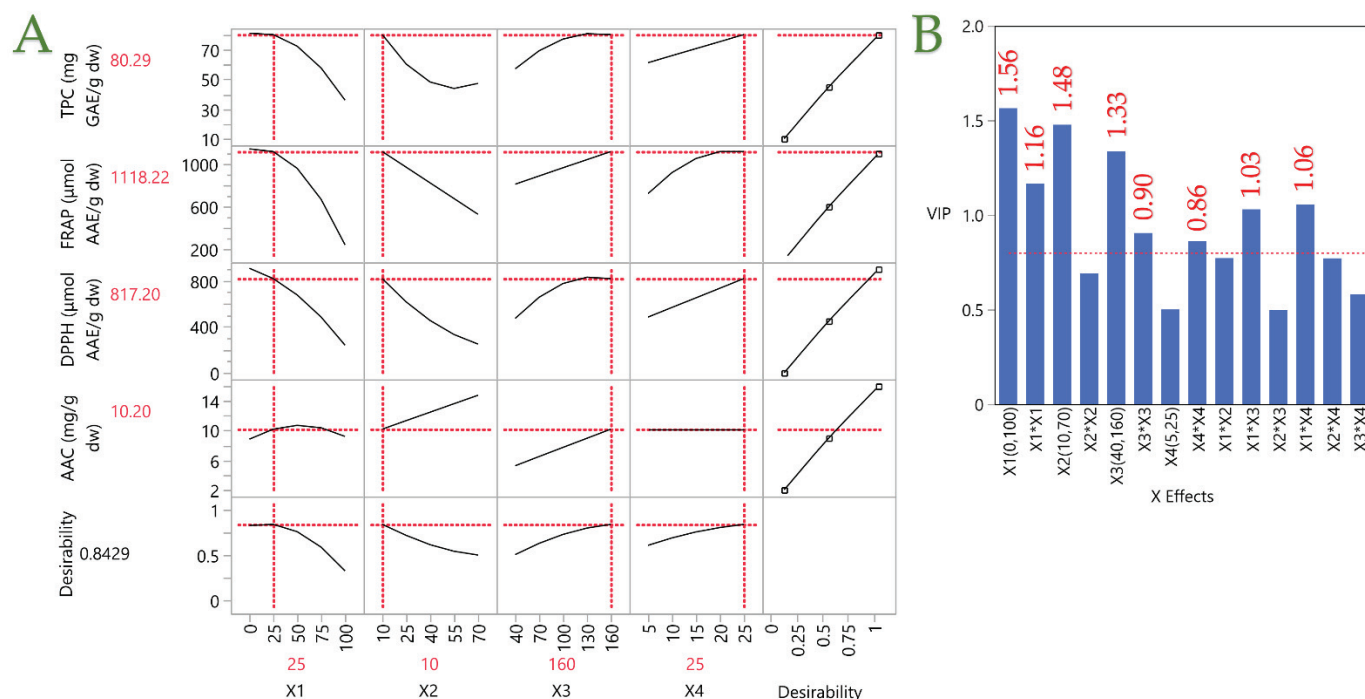 A
TPC (mg
GAE/g dw)
80.29
70
50
30
10
FRAP (µmol
AAE/g dw)
1118.22
1000
600
200
DPPH (µmol
AAE/g dw)
817.20
800
400
0
AAC (mg/g
dw)
10.20
14
10
6
2
Desirability
0.8429
1
0.5
0
0 25 50 75 100
10 25 40 55 70
40 70 100 130 160
5 10 15 20 25
0 0.25 0.5 0.75 1
25 10 160 25
X1 X2 X3 X4 Desirability
B
VIP
2.0
1.5
1.0
0.5
0
1.56
1.16
1.48
1.33
0.90
0.86
1.03
1.06
X1(0,100)
X1*X1
X2(10,70)
X2*X2
X3(40,160)
X3*X3
X4(5,25)
X4*X4
X1*X2
X1*X3
X2*X3
X1*X4
X2*X4
X3*X4
X Effects